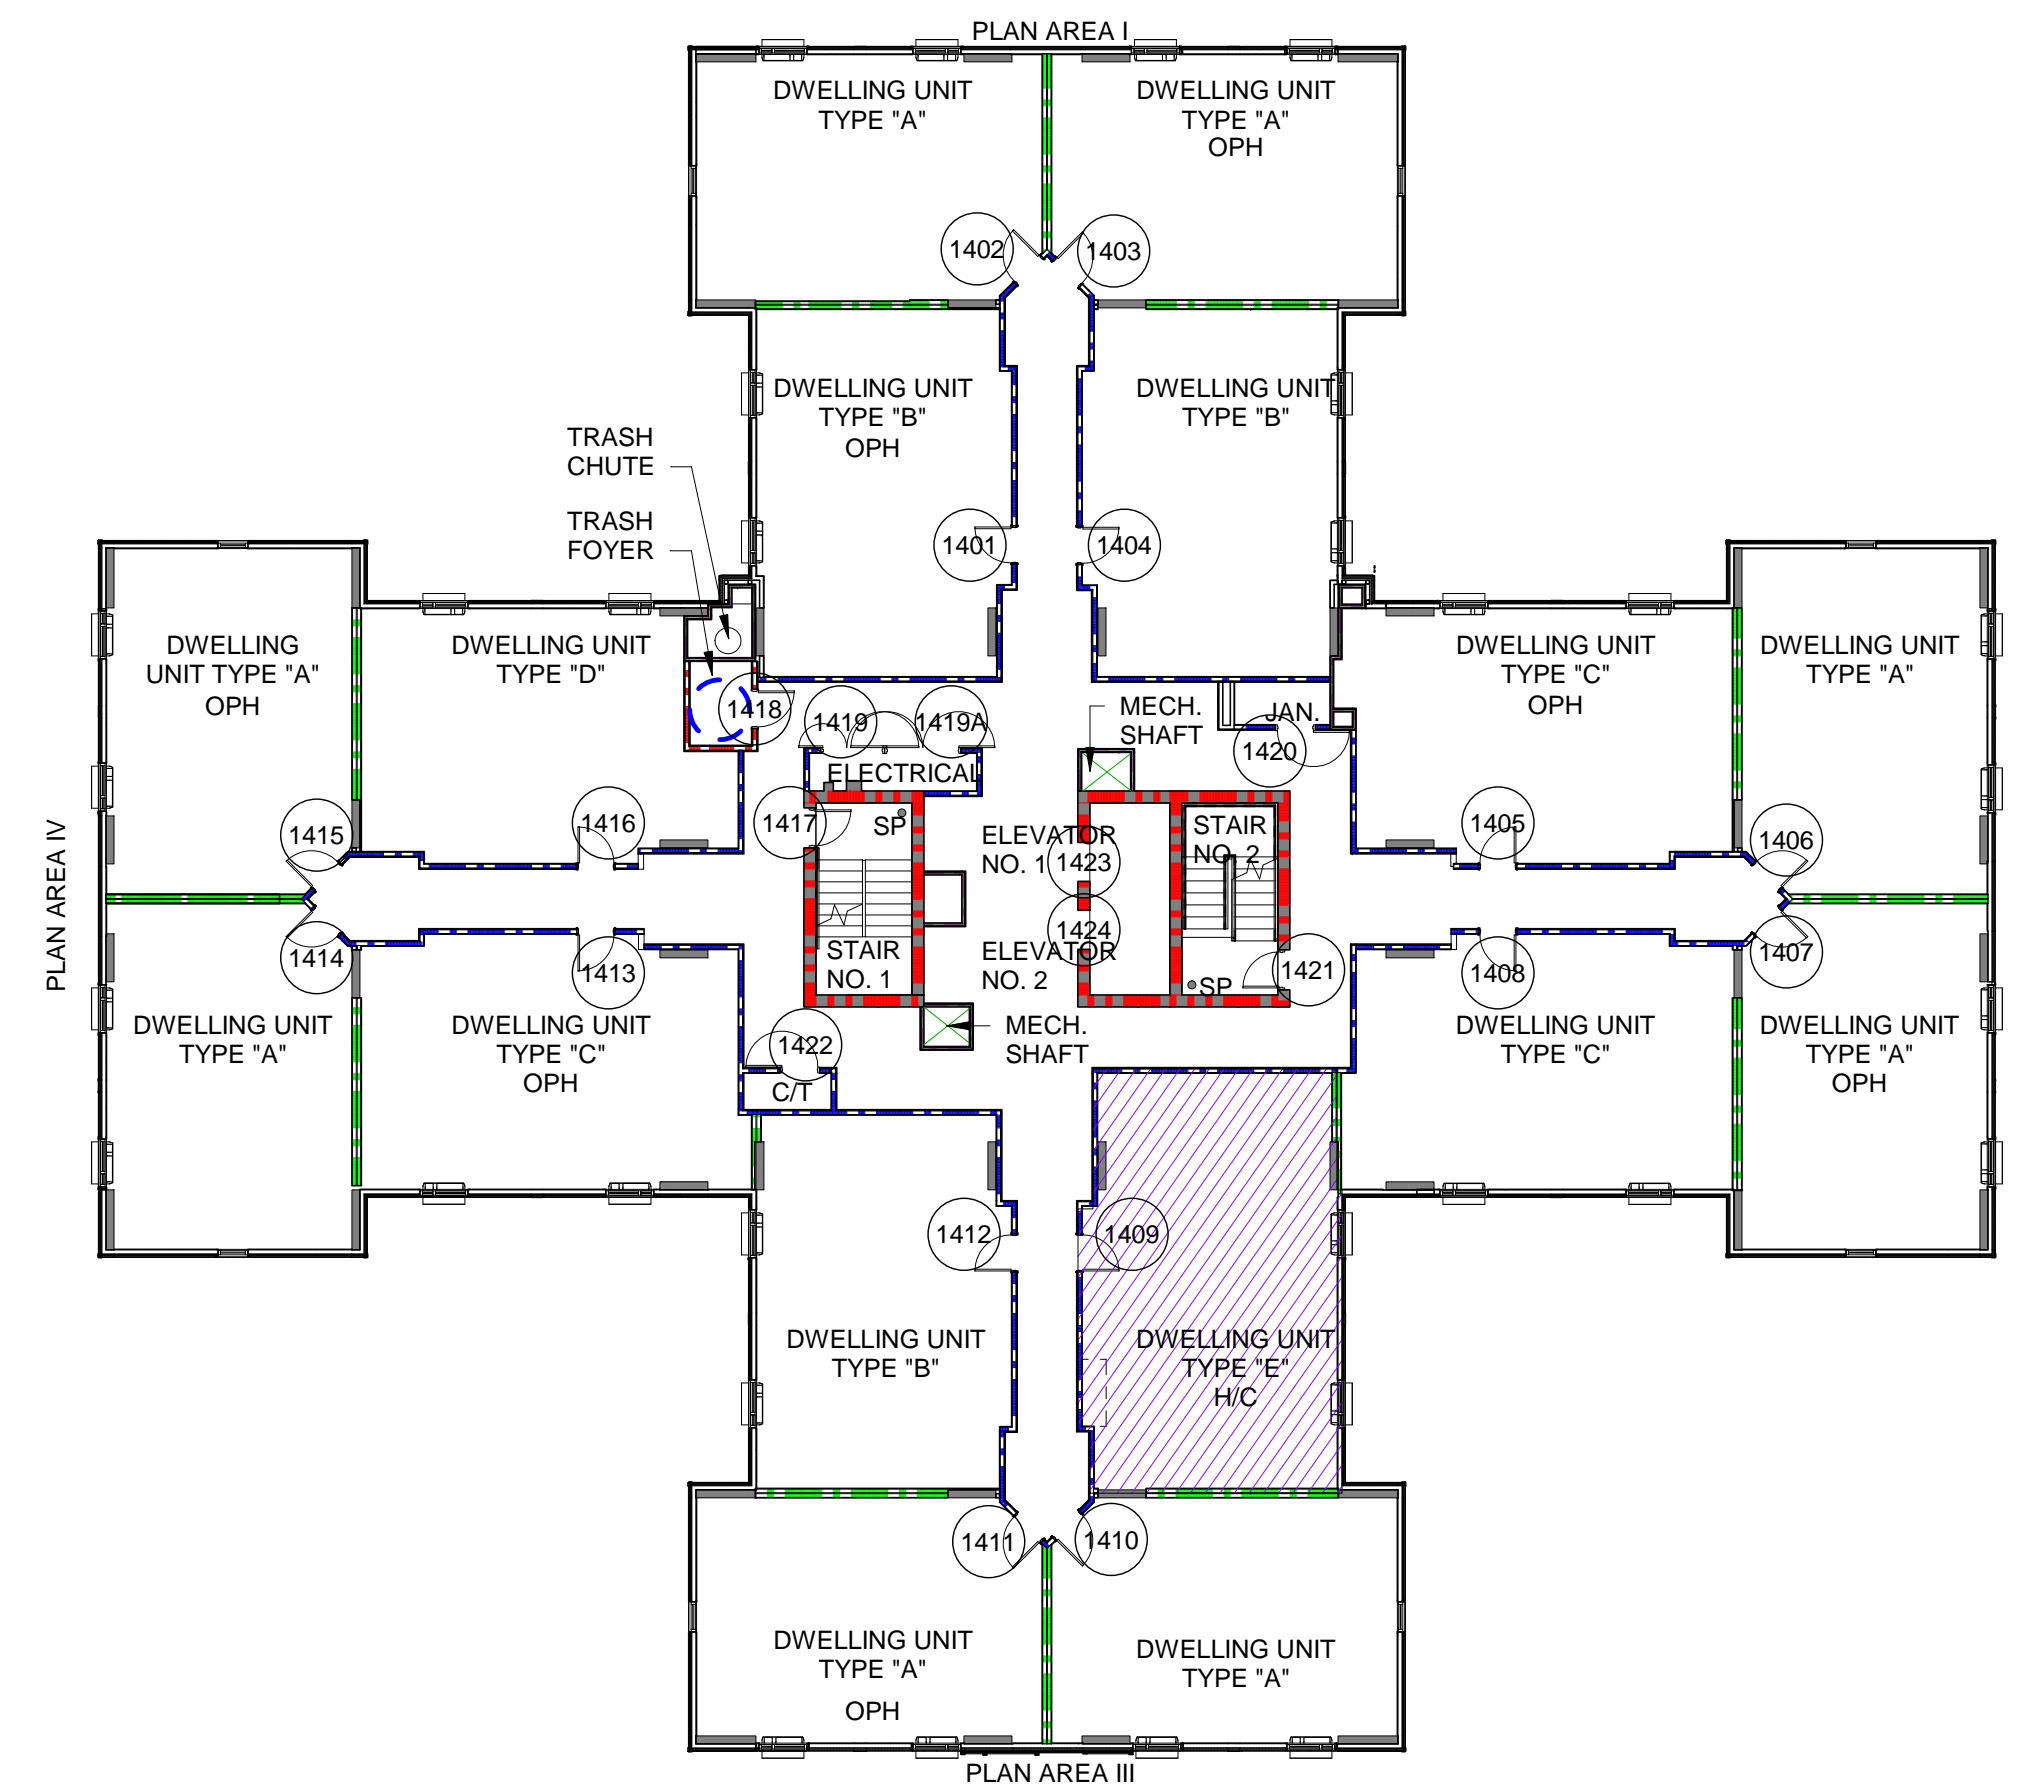 PLAN AREA I
DWELLING UNIT
TYPE "A"
DWELLING UNIT
TYPE "A"
OPH
1402
1403
DWELLING UNIT
TYPE "B"
OPH
DWELLING UNIT
TYPE "B"
TRASH
CHUTE
TRASH
FOYER
1401
1404
DWELLING
UNIT TYPE "A"
OPH
DWELLING UNIT
TYPE "D"
DWELLING UNIT
TYPE "C"
OPH
DWELLING UNIT
TYPE "A"
1418
1419
1419A
MECH.
SHAFT
JAN.
1420
ELECTRICAL
1415
1416
1417
SP
ELEVATOR
NO. 1
1423
STAIR
NO. 2
1405
1406
PLAN AREA IV
1424
ELEVATOR
NO. 2
STAIR
NO. 1
1414
1413
SP
1421
1408
1407
DWELLING UNIT
TYPE "A"
DWELLING UNIT
TYPE "C"
OPH
1422
C/T
MECH.
SHAFT
DWELLING UNIT
TYPE "C"
DWELLING UNIT
TYPE "A"
OPH
1412
1409
DWELLING UNIT
TYPE "B"
DWELLING UNIT
TYPE "E"
H/C
1411
1410
DWELLING UNIT
TYPE "A"
OPH
DWELLING UNIT
TYPE "A"
PLAN AREA III